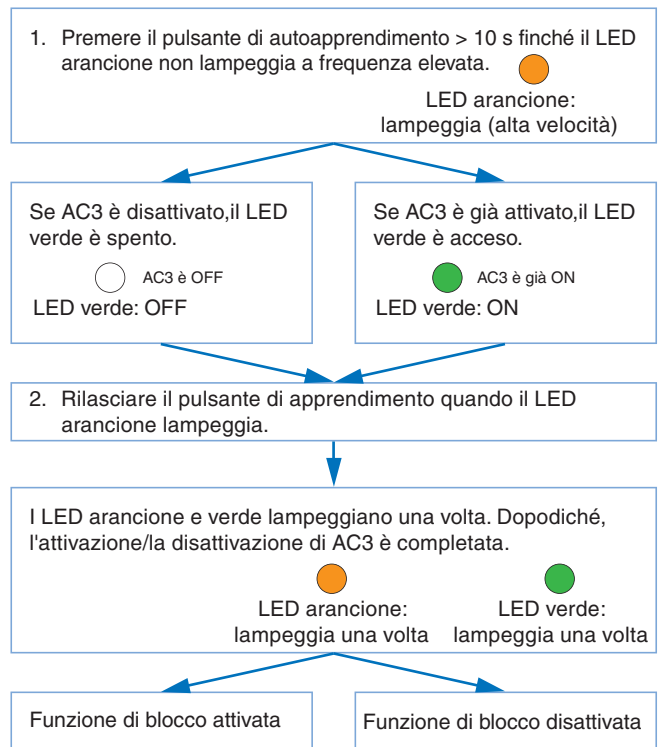 1. Premere il pulsante di autoapprendimento > 10 s finché il LED
arancione non lampeggia a frequenza elevata.
LED arancione:
lampeggia (alta velocità)
Se AC3 è disattivato,il LED
verde è spento.
AC3 è OFF
LED verde: OFF
Se AC3 è già attivato,il LED
verde è acceso.
AC3 è già ON
LED verde: ON
2. Rilasciare il pulsante di apprendimento quando il LED
arancione lampeggia.
I LED arancione e verde lampeggiano una volta. Dopodiché,
l'attivazione/la disattivazione di AC3 è completata.
LED arancione:
lampeggia una volta
LED verde:
lampeggia una volta
Funzione di blocco attivata
Funzione di blocco disattivata